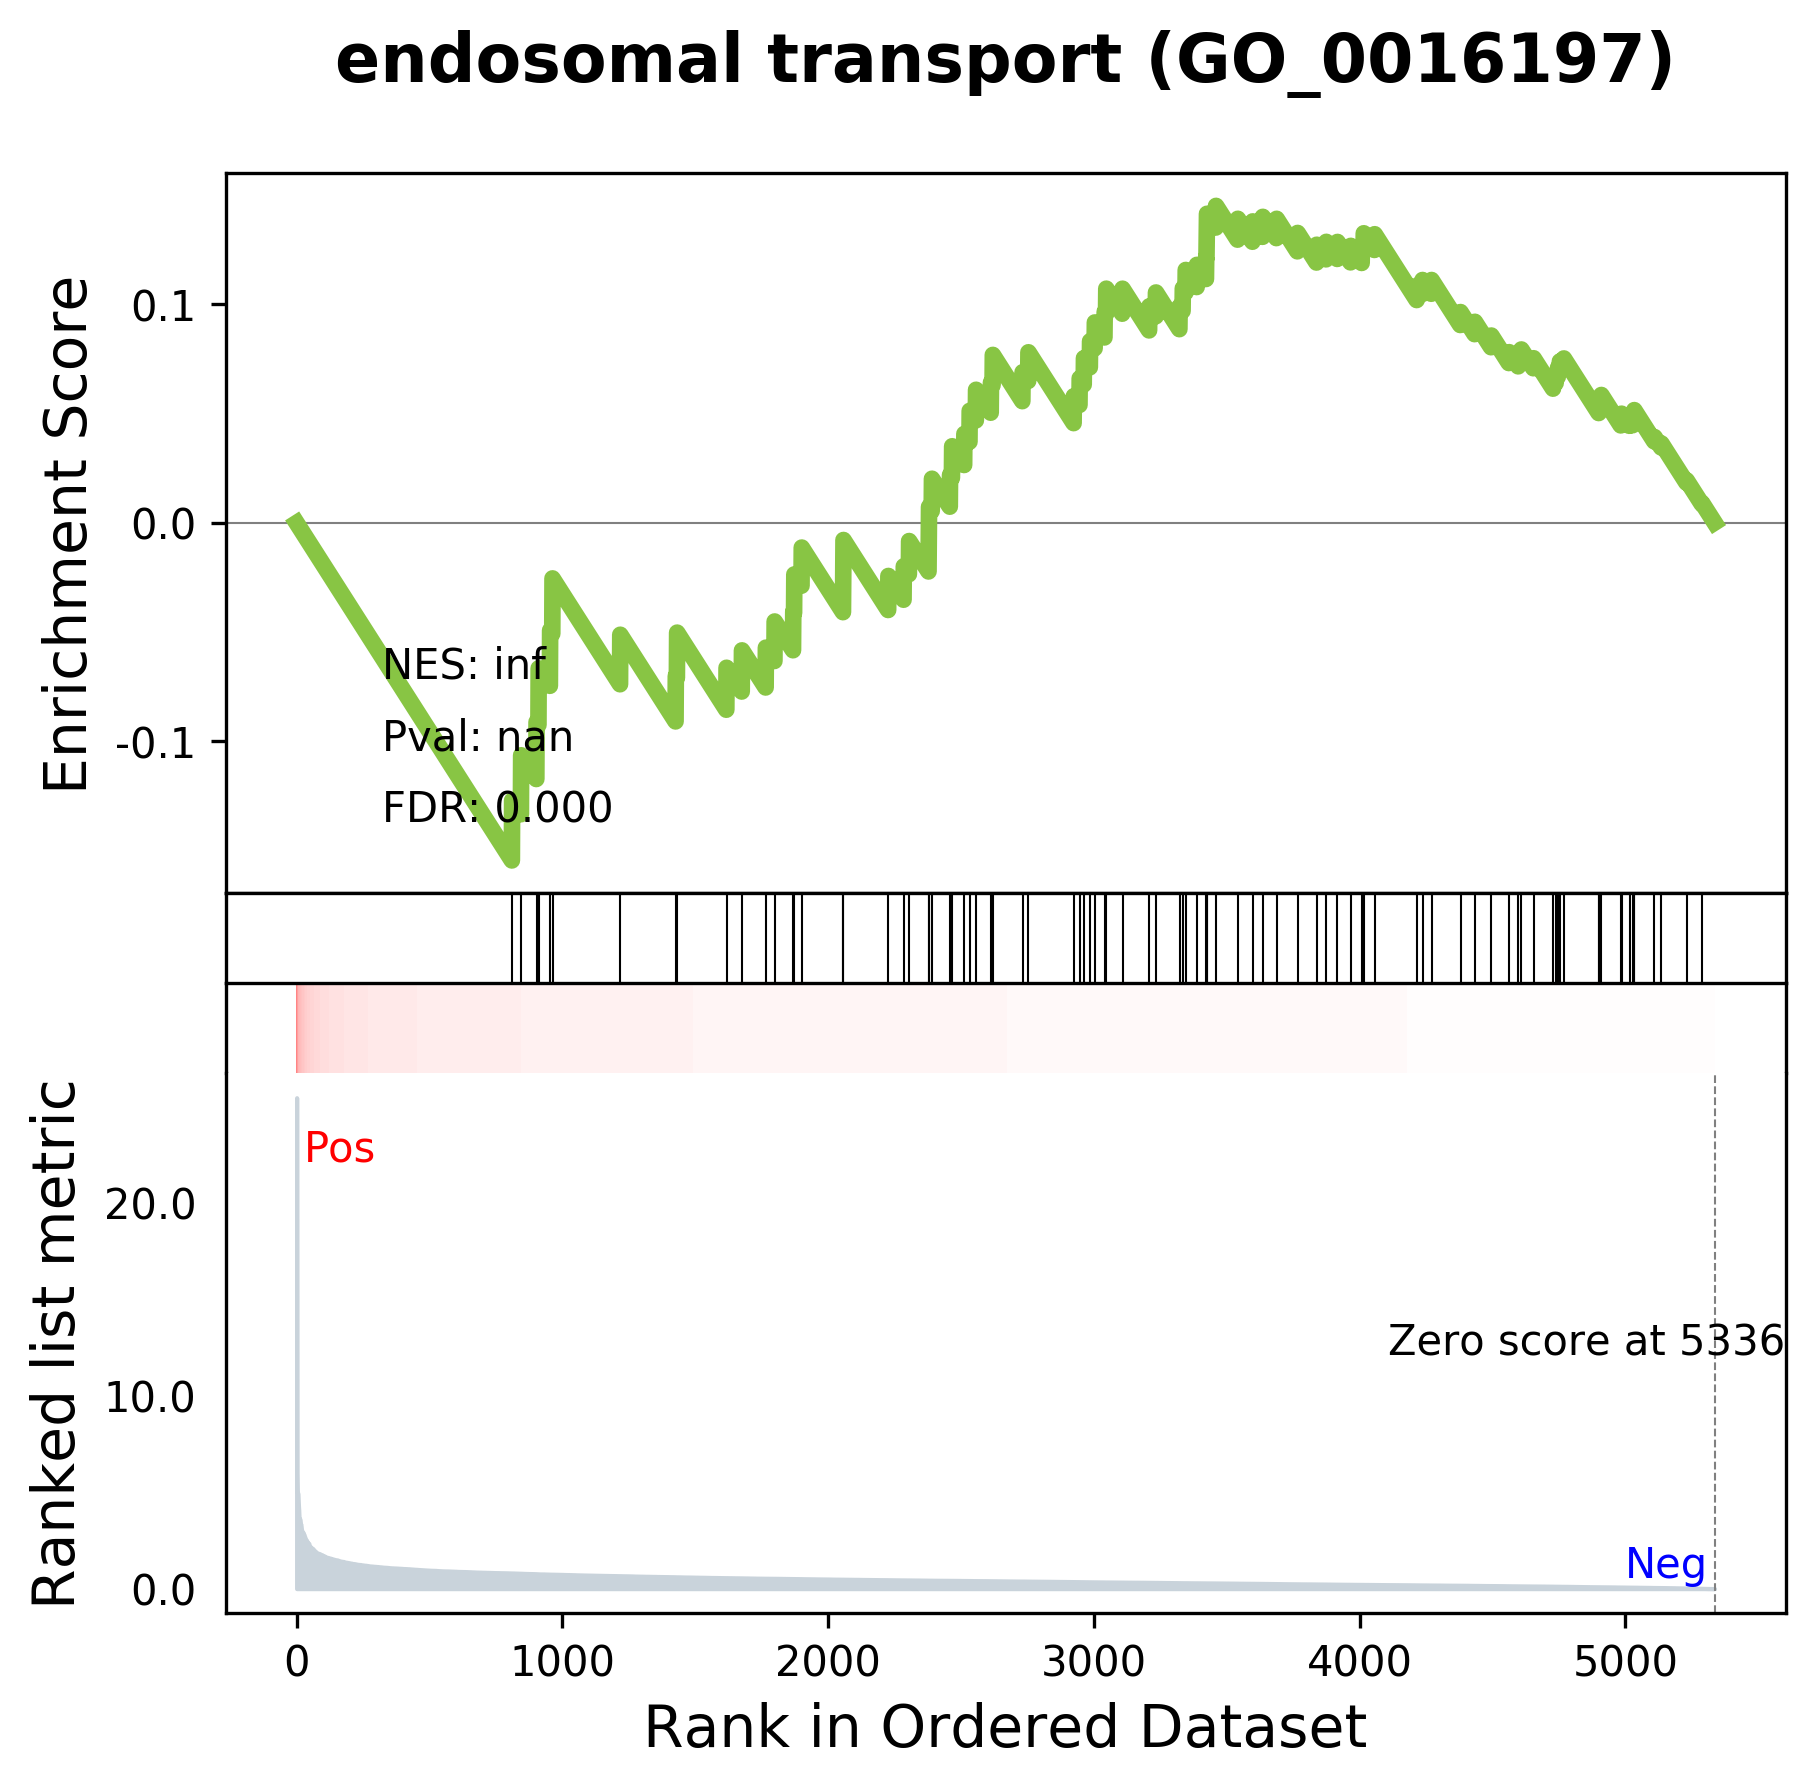 endosomal transport (GO_0016197)
Enrichment Score
0.1
0.0
-0.1
NES: inf
Pval: nan
FDR: 0.000
Ranked list metric
20.0
10.0
0.0
Pos
Zero score at 5336
Neg
0 1000 2000 3000 4000 5000
Rank in Ordered Dataset